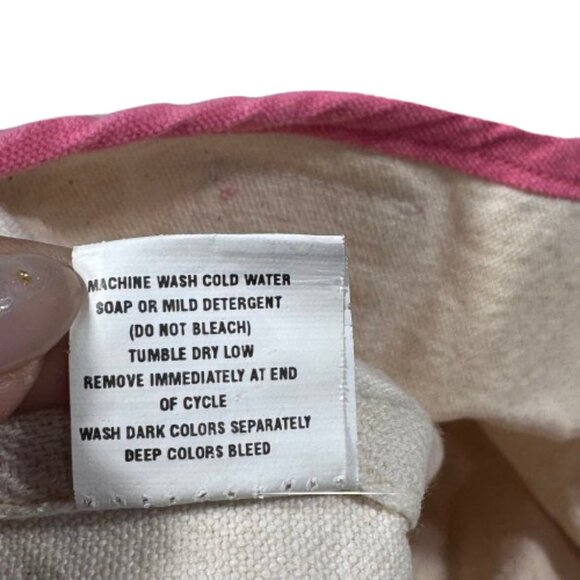 MACHINE WASH COLD WATER
SOAP OR MILD DETERGENT
(DO NOT BLEACH)
TUMBLE DRY LOW
REMOVE IMMEDIATELY AT END
OF CYCLE
WASH DARK COLORS SEPARATELY
DEEP COLORS BLEED